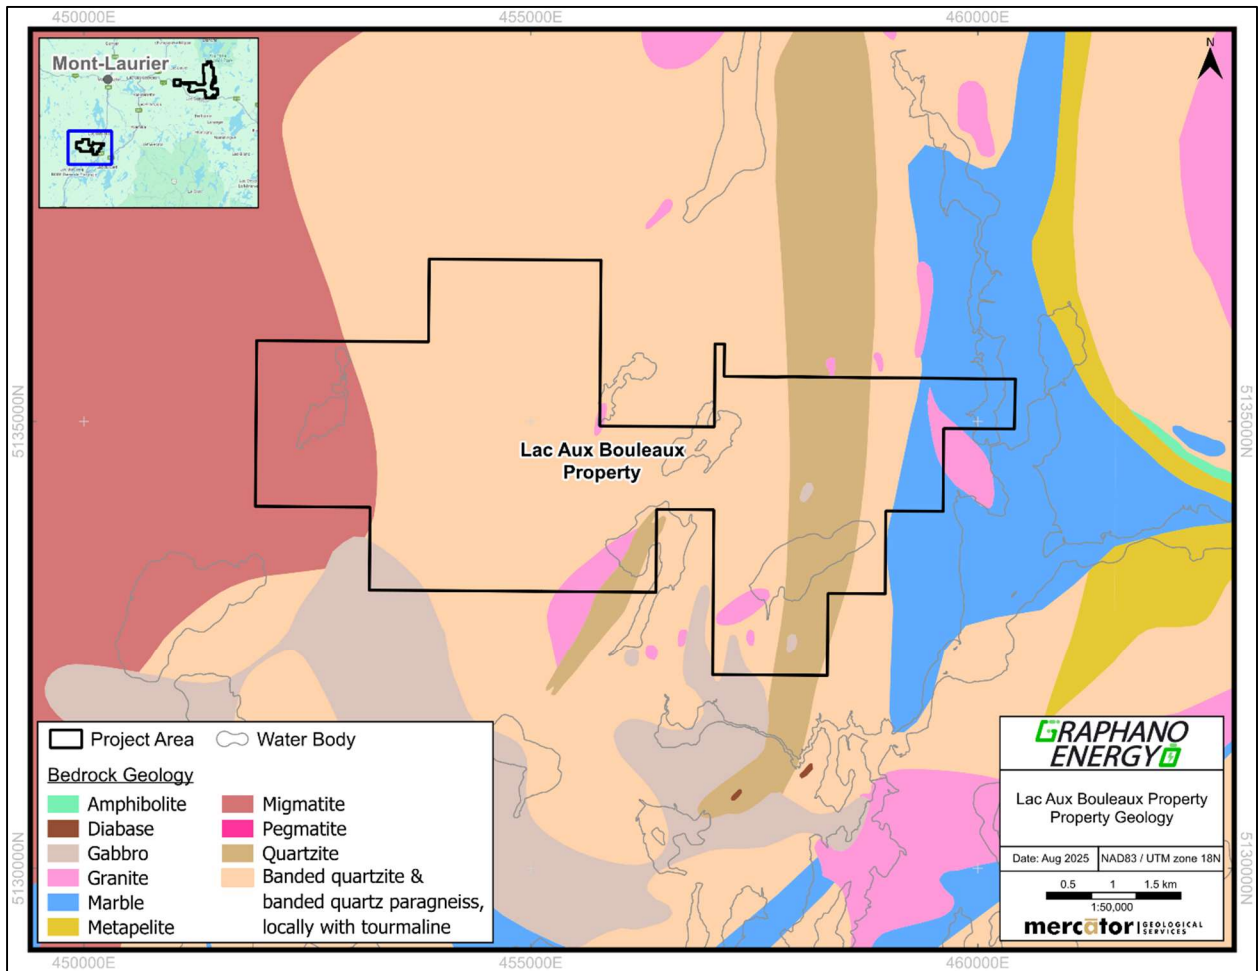 450000E
455000E
460000E
Mont-Laurier
N
5135000N
5135000N
Lac Aux Bouleaux
Property
Project Area
Water Body
Bedrock Geology
Amphibolite
Diabase
Gabbro
Granite
Marble
Metapelite
Migmatite
Pegmatite
Quartzite
Banded quartzite &
banded quartz paragneiss,
locally with tourmaline
GRAPHANO
ENERGY
Lac Aux Bouleaux Property
Property Geology
Date: Aug 2025
NAD83 / UTM zone 18N
0.5 1 1.5 km
1:50,000
mercator GEOLOGICAL
SERVICES
5130000N
5130000N
450000E
455000E
460000E